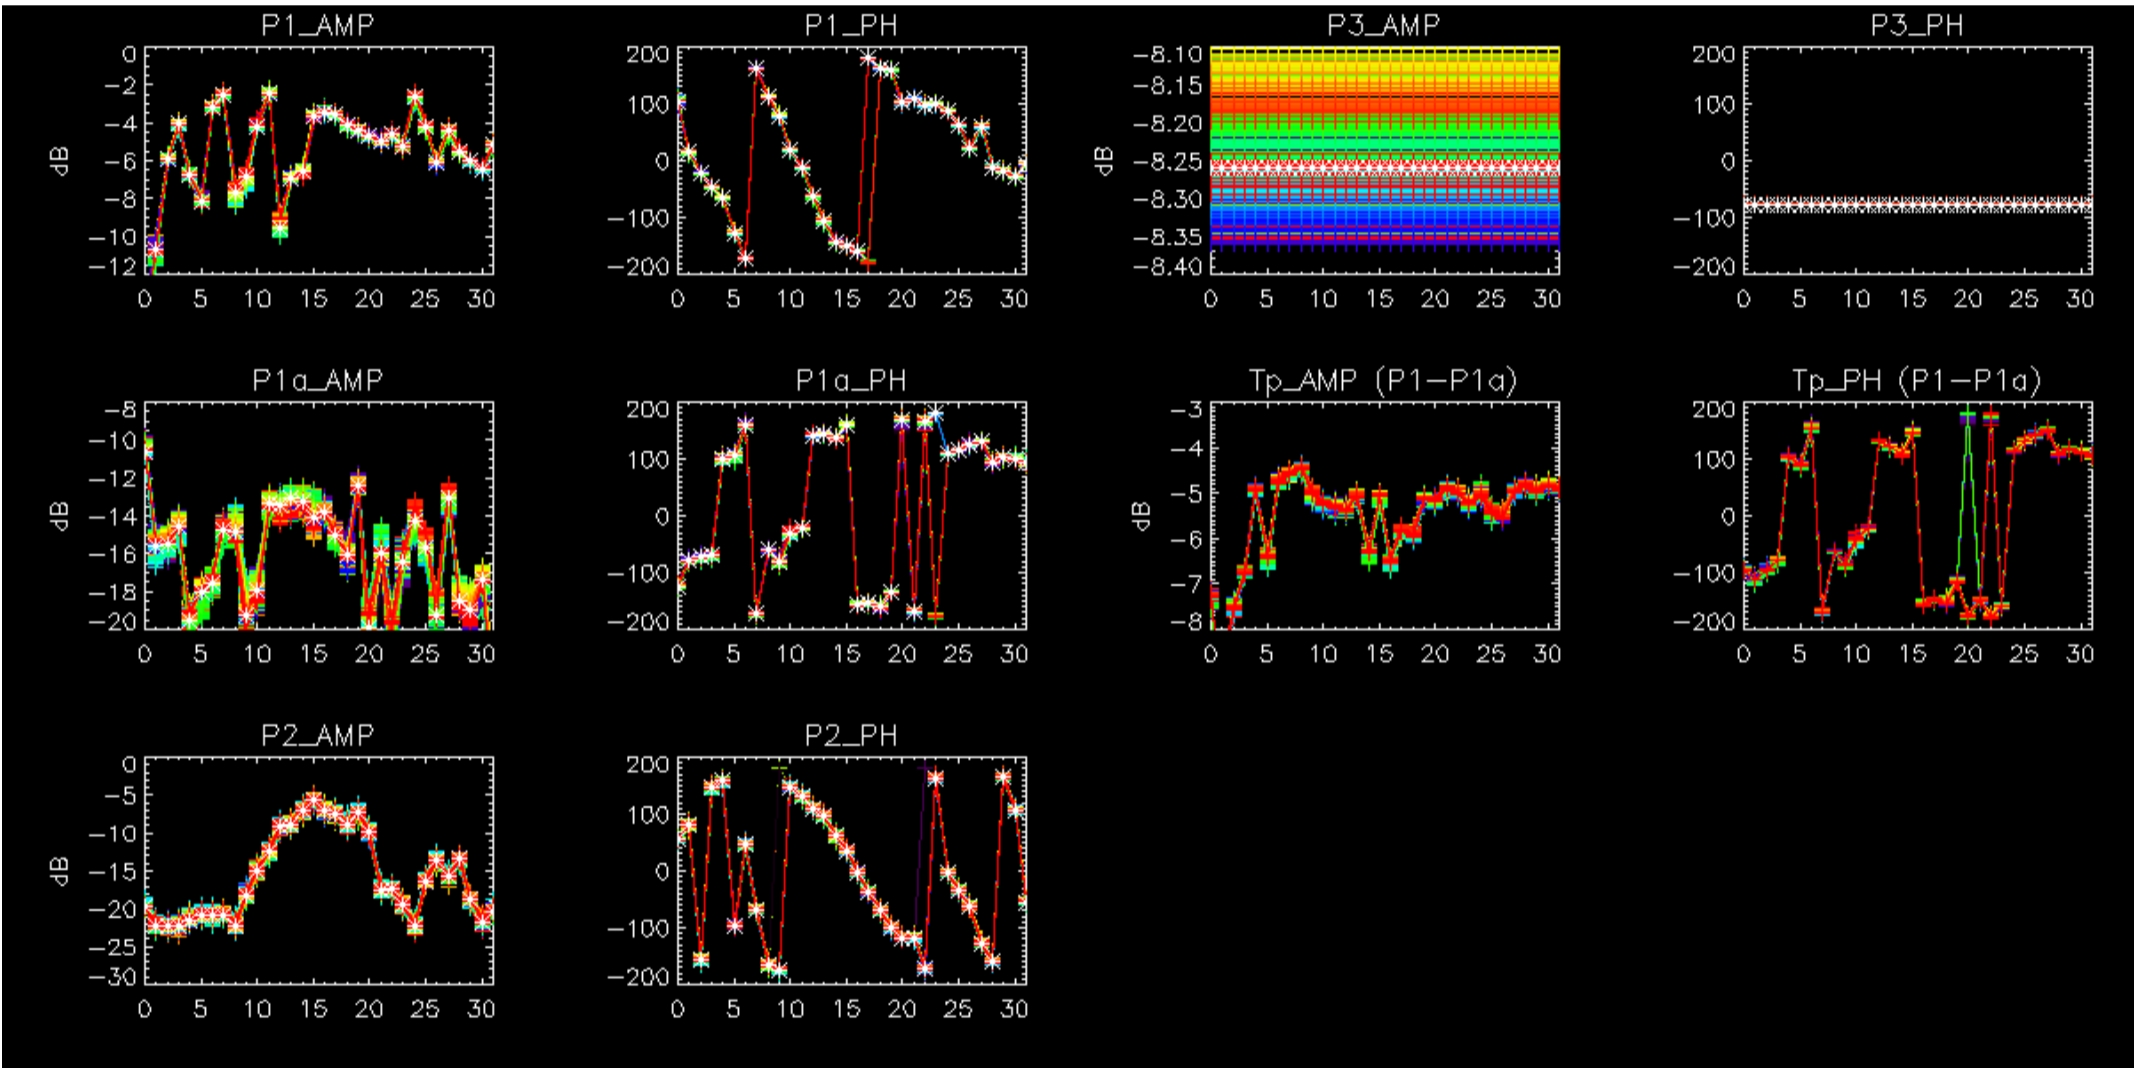 P1_AMP
P1_PH
P3_AMP
P3_PH
0
-2
-4
-6
-8
-10
-12
dB
0 5 10 15 20 25 30
200
100
0
-100
-200
0 5 10 15 20 25 30
-8.10
-8.15
-8.20
-8.25
-8.30
-8.35
-8.40
dB
0 5 10 15 20 25 30
200
100
0
-100
-200
0 5 10 15 20 25 30
P1a_AMP
P1a_PH
Tp_AMP (P1-P1a)
Tp_PH (P1-P1a)
-8
-10
-12
-14
-16
-18
-20
dB
0 5 10 15 20 25 30
200
100
0
-100
-200
0 5 10 15 20 25 30
-3
-4
-5
-6
-7
-8
dB
0 5 10 15 20 25 30
200
100
0
-100
-200
0 5 10 15 20 25 30
P2_AMP
P2_PH
0
-5
-10
-15
-20
-25
-30
dB
0 5 10 15 20 25 30
200
100
0
-100
-200
0 5 10 15 20 25 30